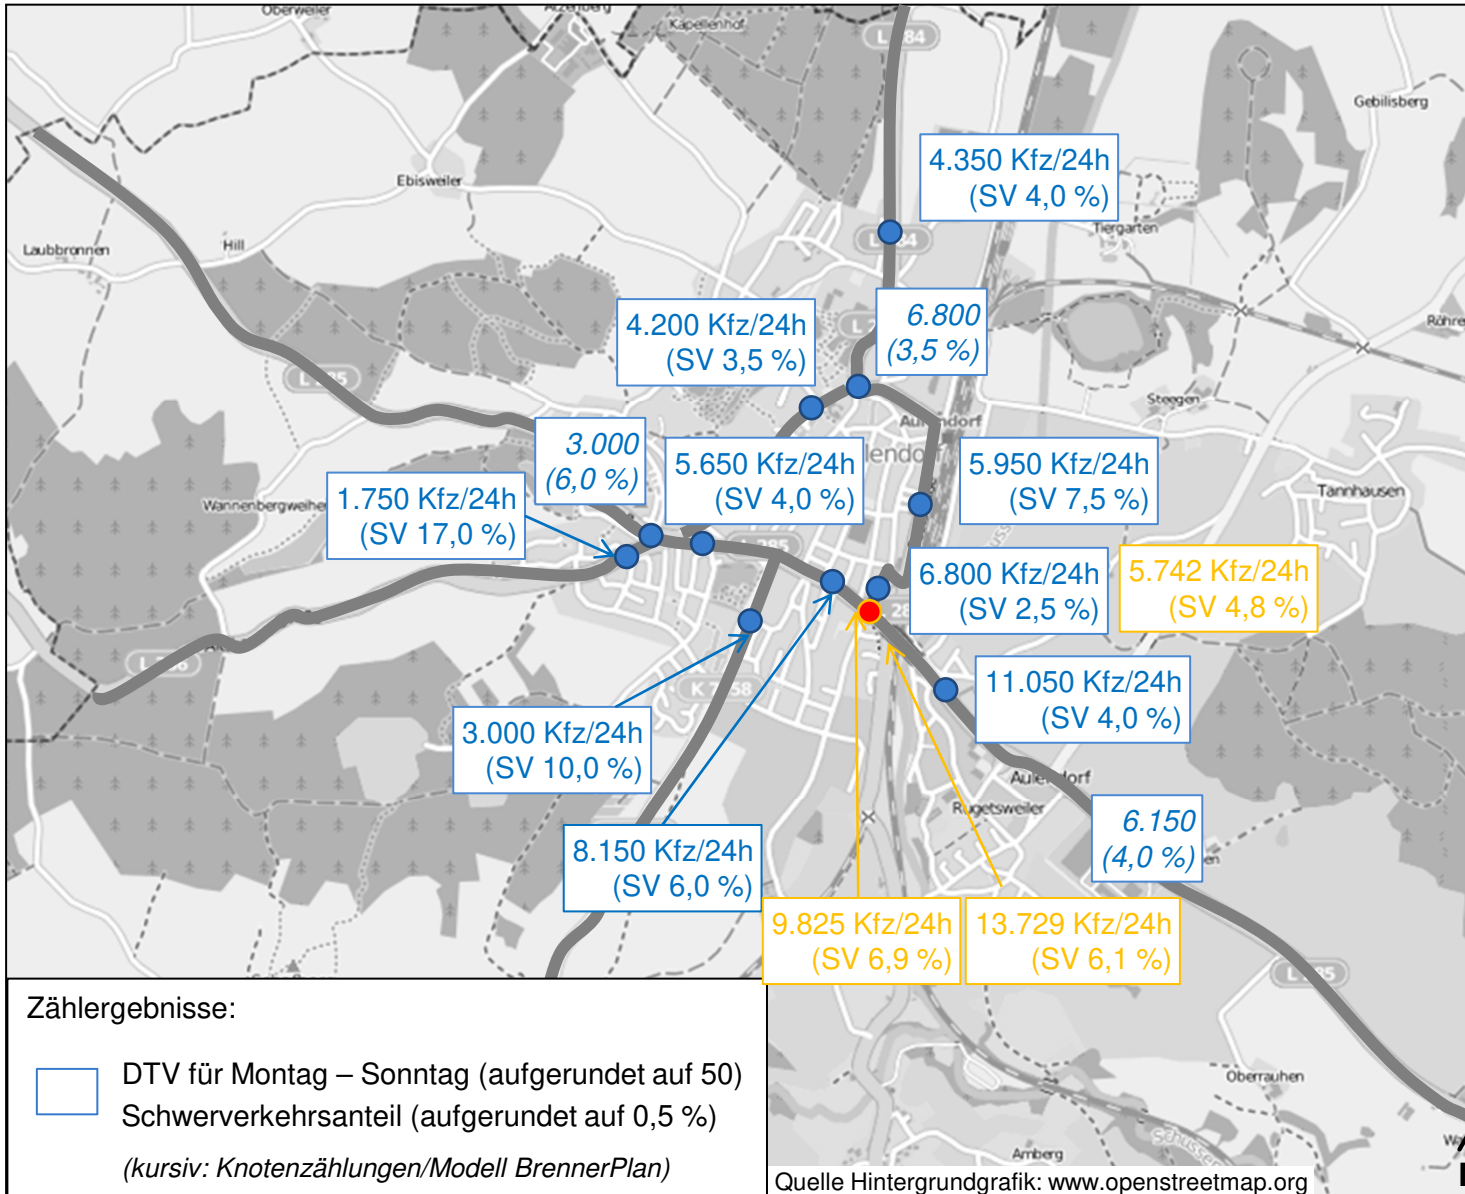 Oberweiler
Atzenberg
Kapellenhof
Gebilisberg
4.350 Kfz/24h
(SV 4,0 %)
Ebisweiler
Tiergarten
Laubbronnen
Hill
4.200 Kfz/24h
(SV 3,5 %)
6.800
(3,5 %)
Steegen
3.000
(6,0 %)
5.650 Kfz/24h
(SV 4,0 %)
5.950 Kfz/24h
(SV 7,5 %)
Tannhausen
1.750 Kfz/24h
(SV 17,0 %)
Wannenbergweiher
6.800 Kfz/24h
(SV 2,5 %)
5.742 Kfz/24h
(SV 4,8 %)
11.050 Kfz/24h
(SV 4,0 %)
3.000 Kfz/24h
(SV 10,0 %)
Aulendorf
Rugetsweiler
6.150
(4,0 %)
8.150 Kfz/24h
(SV 6,0 %)
9.825 Kfz/24h
(SV 6,9 %)
13.729 Kfz/24h
(SV 6,1 %)
Zählergebnisse:
DTV für Montag – Sonntag (aufgerundet auf 50)
Schwerverkehrsanteil (aufgerundet auf 0,5 %)
(kursiv: Knotenzählungen/Modell BrennerPlan)
Oberrauhen
Amberg
Quelle Hintergrundgrafik: www.openstreetmap.org